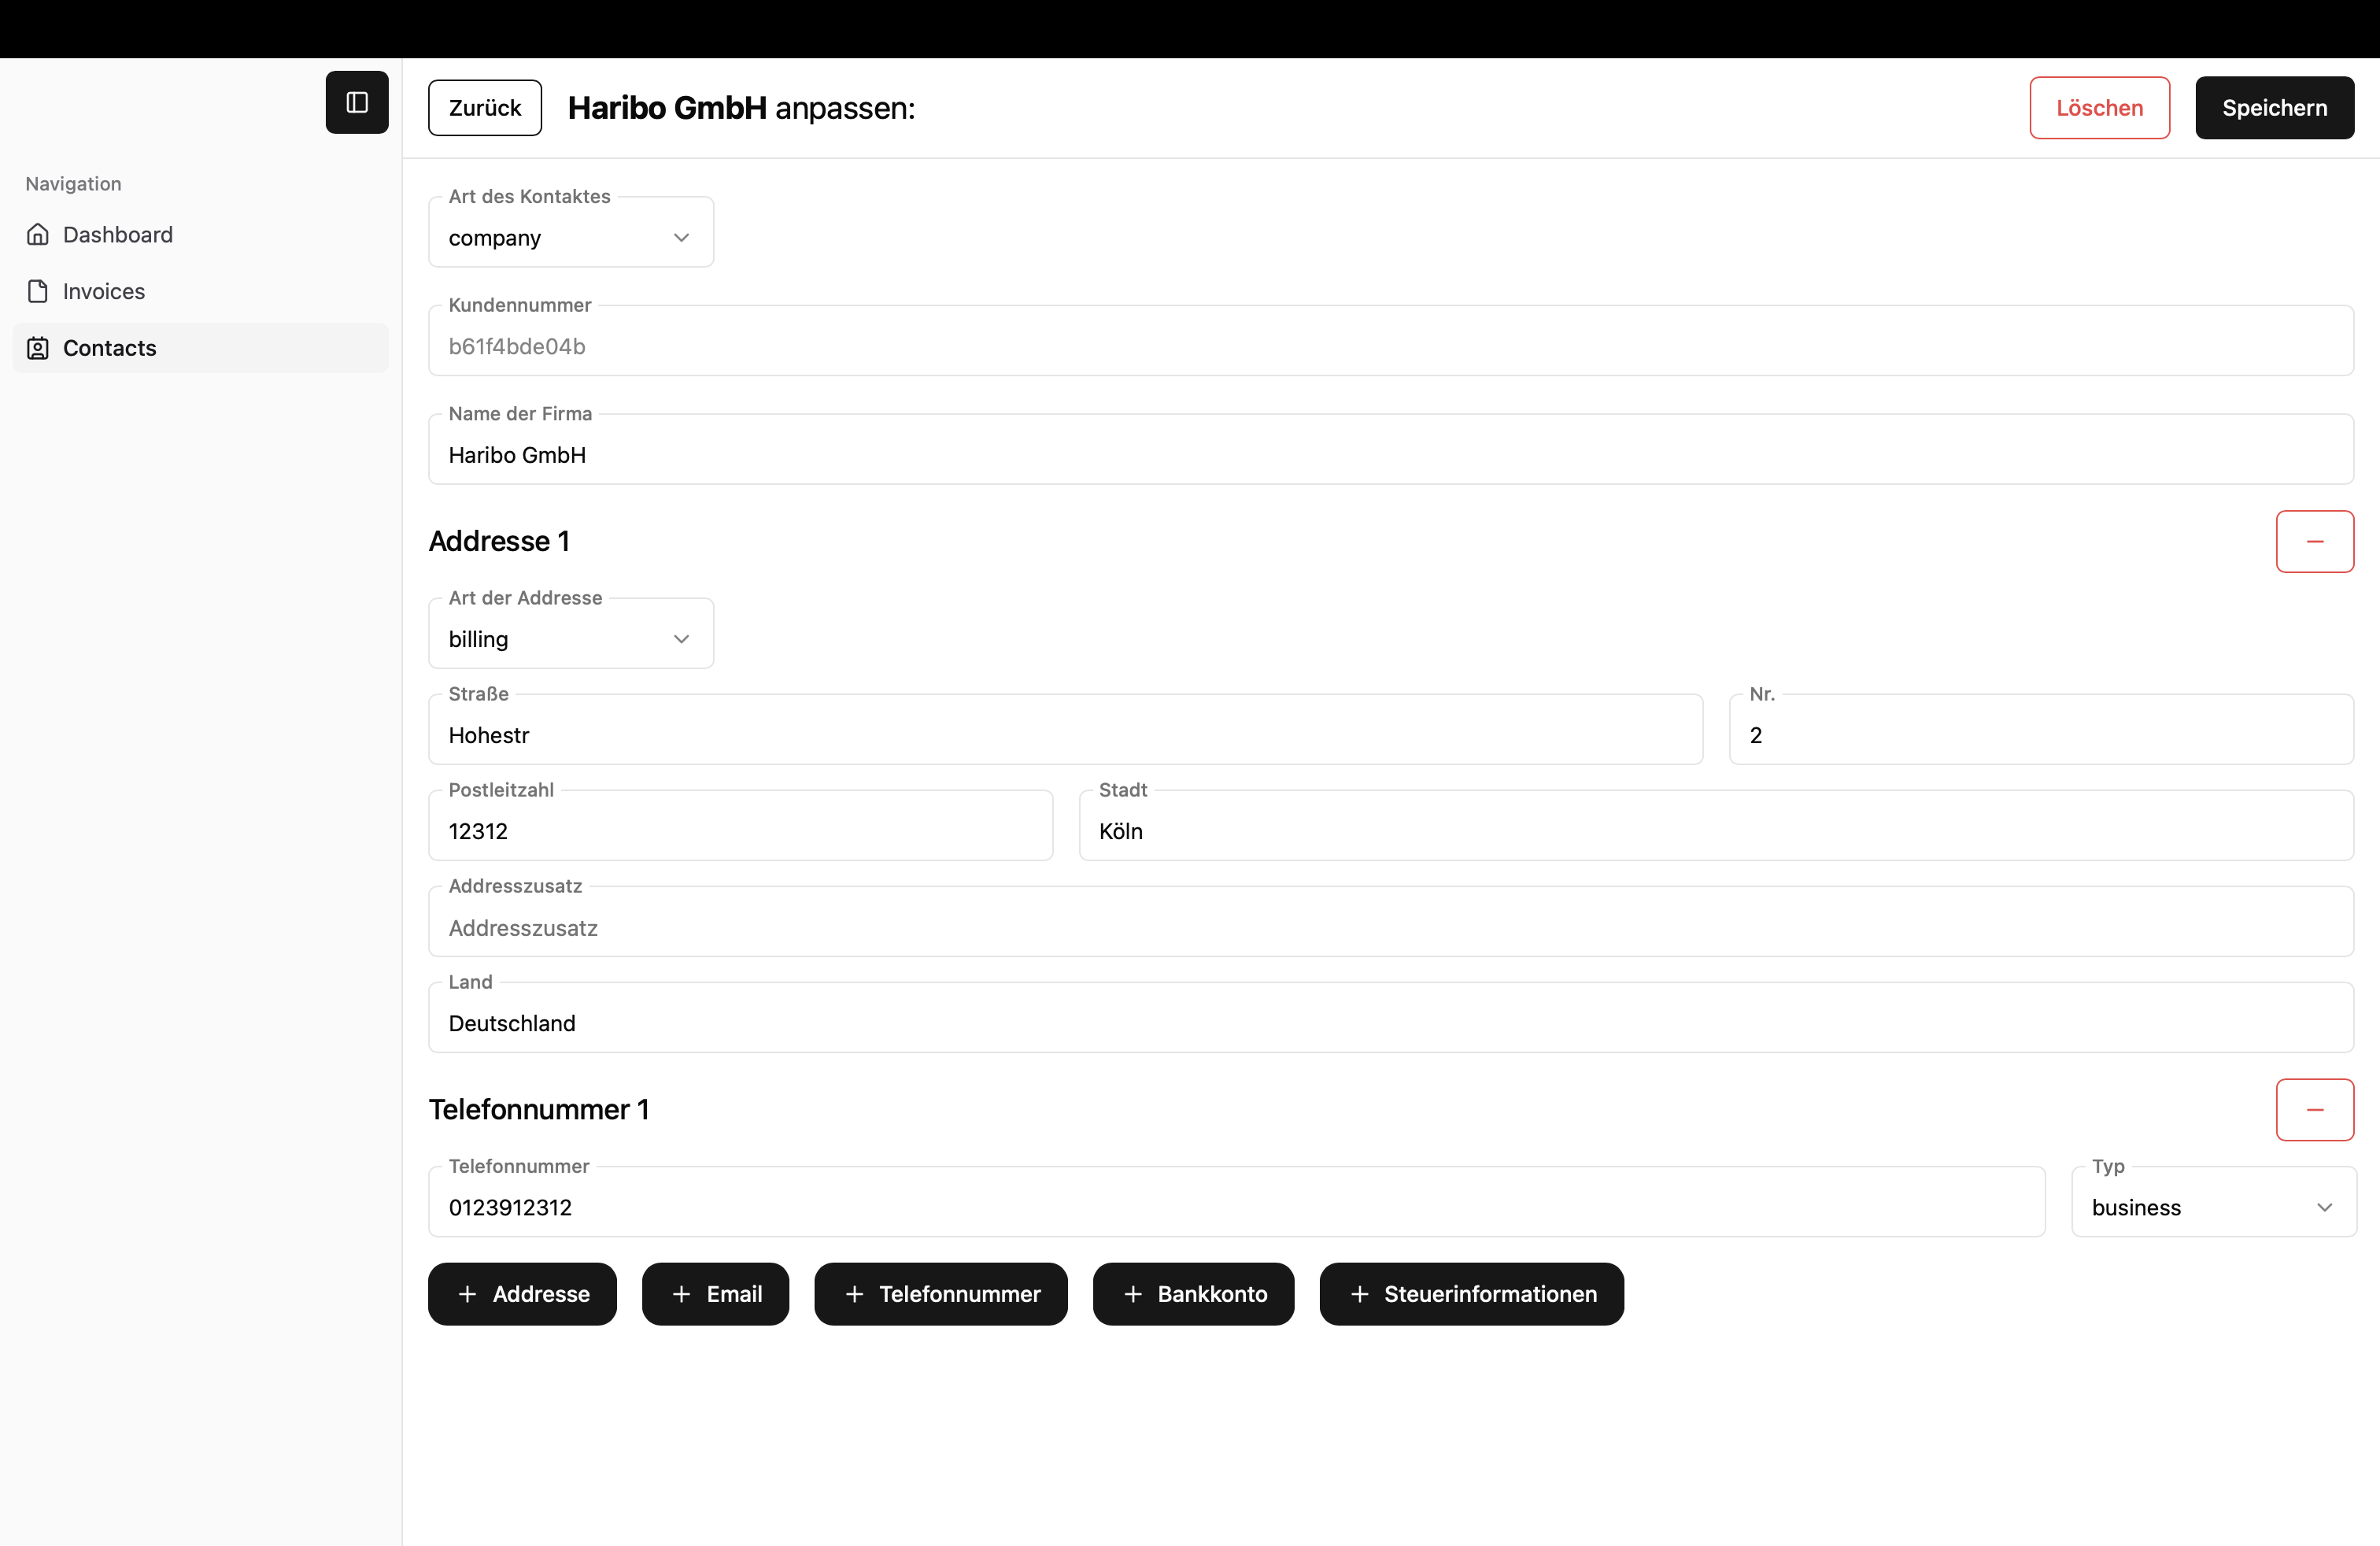 Zurück
Haribo GmbH anpassen:
Löschen
Speichern
Navigation
Dashboard
Invoices
Contacts
Art des Kontaktes
company
Kundennummer
b61f4bde04b
Name der Firma
Haribo GmbH
Addresse 1
Art der Addresse
billing
Straße
Hohestr
Nr.
2
Postleitzahl
12312
Stadt
Köln
Addresszusatz
Addresszusatz
Land
Deutschland
Telefonnummer 1
Telefonnummer
0123912312
Typ
business
Addresse
Email
Telefonnummer
Bankkonto
Steuerinformationen